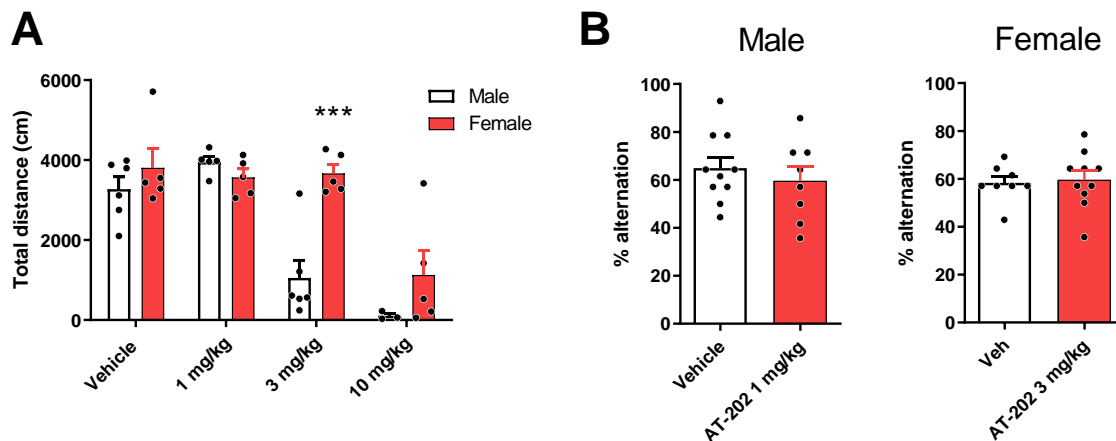 A
Total distance (cm)
6000
4000
2000
0
Male
Female
***
Vehicle
1 mg/kg
3 mg/kg
10 mg/kg
B
Male
% alternation
100
80
60
40
20
0
Vehicle
AT-202 1 mg/kg
Female
% alternation
100
80
60
40
20
0
Veh
AT-202 3 mg/kg